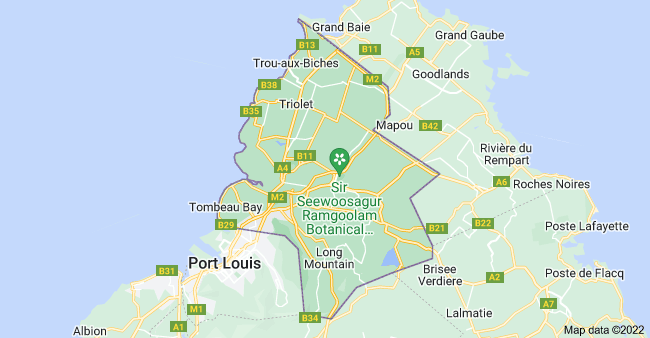 Grand Baie
B13
Grand Gaube
B11
A5
Trou-aux-Biches
M2
Goodlands
B38
Triolet
B35
Mapou
B42
Rivière du
Rempart
B11
A4
A6
Roches Noires
M2
Sir
Seewoosagur
Ramgoolam
Botanical...
Tombeau Bay
B29
B22
B21
Poste Lafayette
Long
Mountain
Port Louis
B31
Brisee
Verdiere
A2
Poste de Flacq
M1
A7
B34
Lalmatie
A1
Albion
Map data ©2022